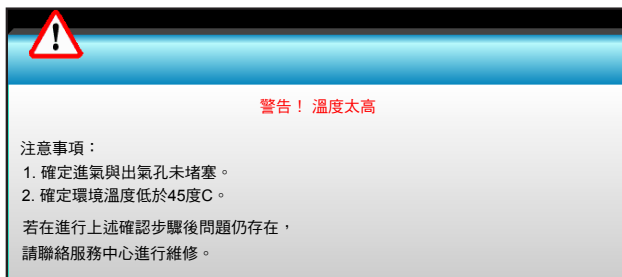 警告！ 溫度太高
注意事項：
1. 確定進氣與出氣孔未堵塞。
2. 確定環境溫度低於45度C。
若在進行上述確認步驟後問題仍存在，
請聯絡服務中心進行維修。